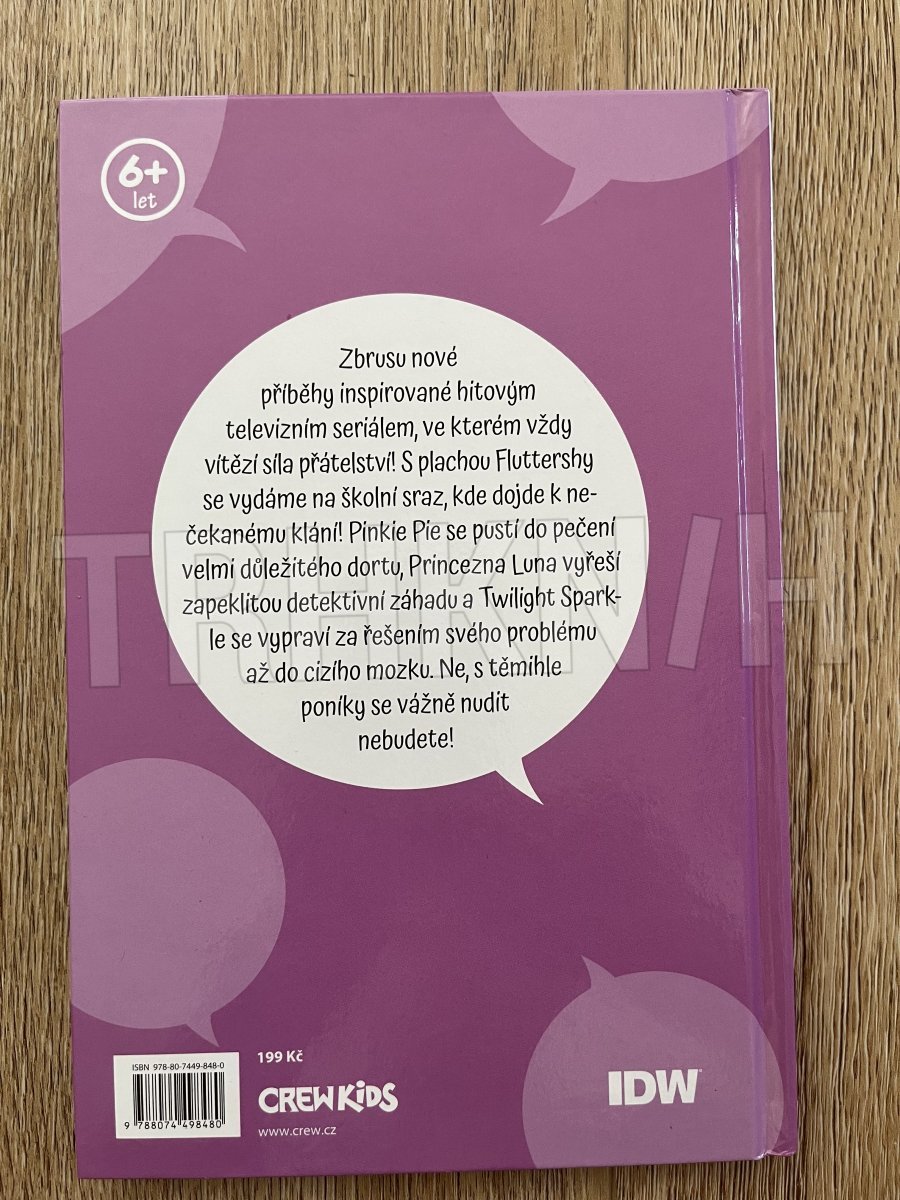 6+
let
Zbrusu nové
příběhy inspirované hitovým
televizním seriálem, ve kterém vždy
vítězí síla přátelství! S plachou Fluttershy
se vydáme na školní sraz, kde dojde k ne-
čekanému klání! Pinkie Pie se pustí do pečení
velmi důležitého dortu, Princezna Luna vyřeší
zapeklitou detektivní záhadu a Twilight Spark-
le se vypraví za řešením svého problému
až do cizího mozku. Ne, s těmihle
poníky se vážně nudit
nebudete!
TRHKNIH
ISBN 978-80-7449-848-0
9 788074 498480
199 Kč
CREW KiDS
www.crew.cz
IDW